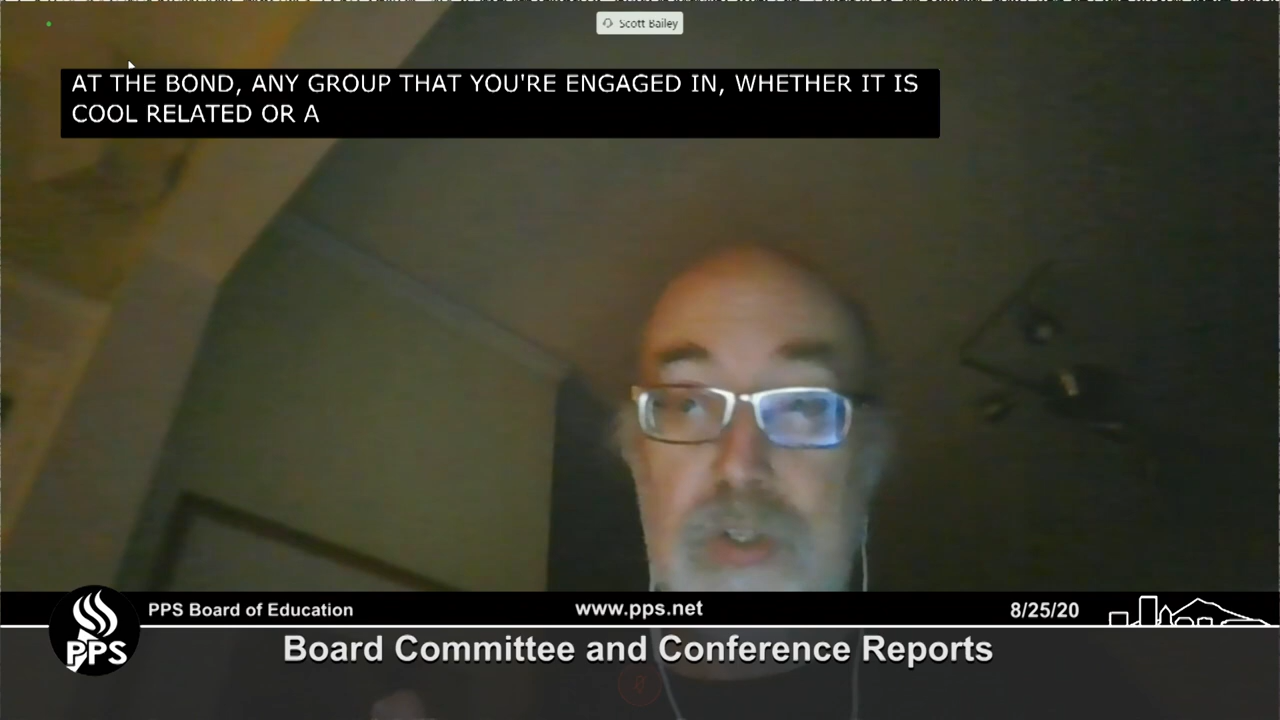 Scott Bailey
AT THE BOND, ANY GROUP THAT YOU'RE ENGAGED IN, WHETHER IT IS
COOL RELATED OR A
PPS Board of Education
www.pps.net
8/25/20
PPS
Board Committee and Conference Reports